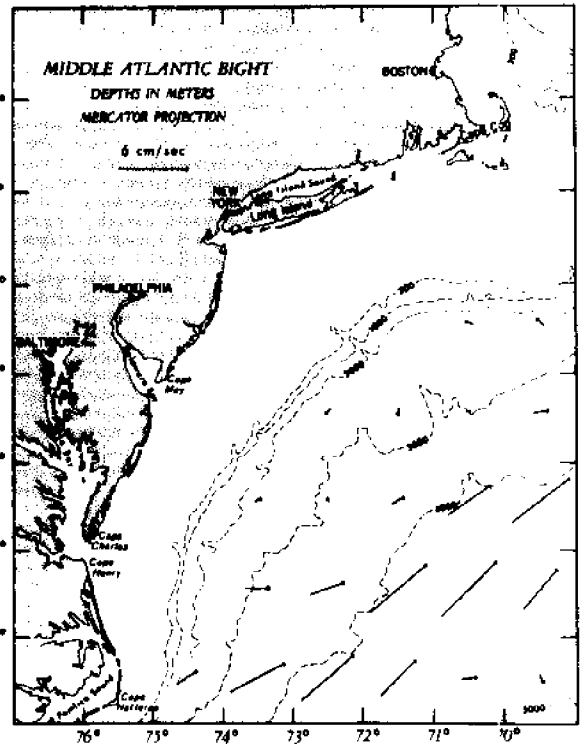 MIDDLE ATLANTIC BIGHT
DEPTHS IN METERS
MERCATOR PROJECTION
6 cm/sec
BOSTON
NEW
YORK
Long Island Sound
Long Island
PHILADELPHIA
BALTIMORE
Cape
May
Cape
Charles
Cape
Henry
Cape
Hatteras
Pamlico Sound
200
2000
3000
5000
76°
75°
74°
73°
72°
71°
70°